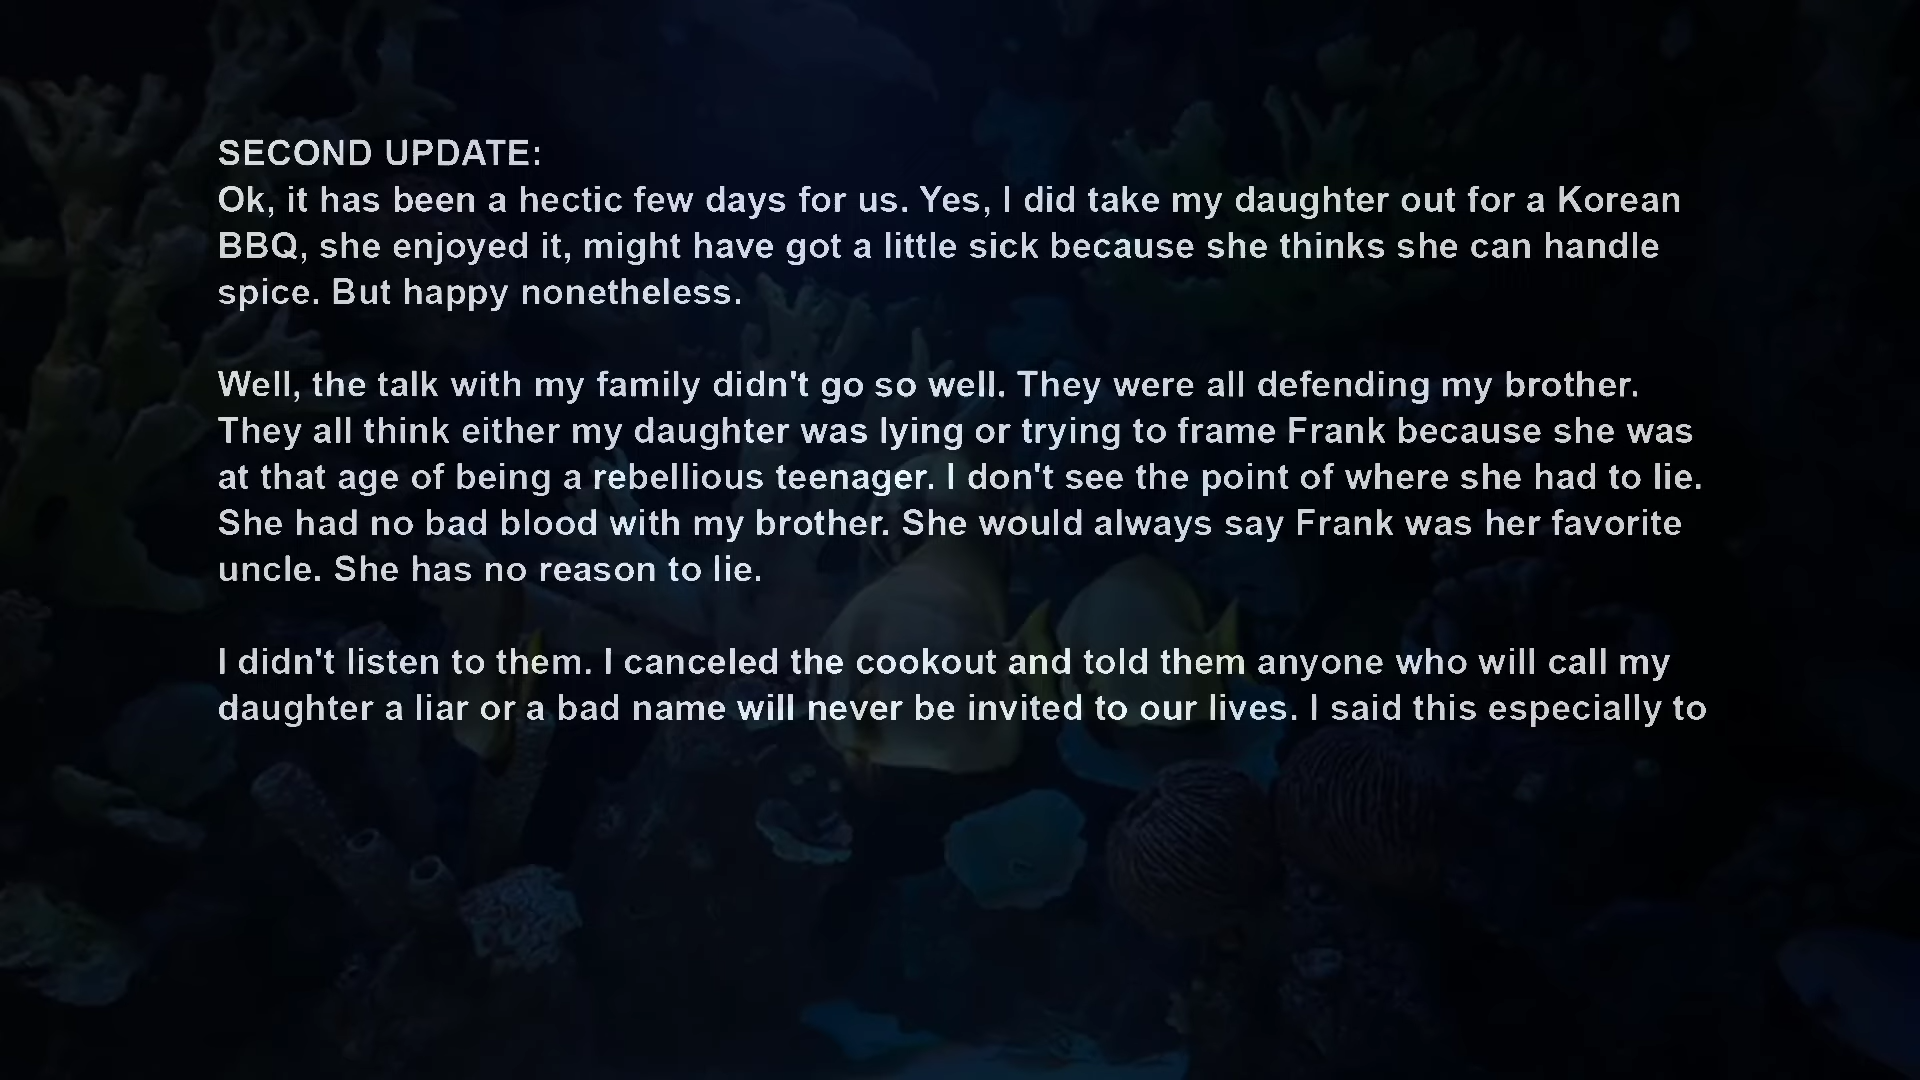 SECOND UPDATE:
Ok, it has been a hectic few days for us. Yes, I did take my daughter out for a Korean
BBQ, she enjoyed it, might have got a little sick because she thinks she can handle
spice. But happy nonetheless.
Well, the talk with my family didn't go so well. They were all defending my brother.
They all think either my daughter was lying or trying to frame Frank because she was
at that age of being a rebellious teenager. I don't see the point of where she had to lie.
She had no bad blood with my brother. She would always say Frank was her favorite
uncle. She has no reason to lie.
I didn't listen to them. I canceled the cookout and told them anyone who will call my
daughter a liar or a bad name will never be invited to our lives. I said this especially to